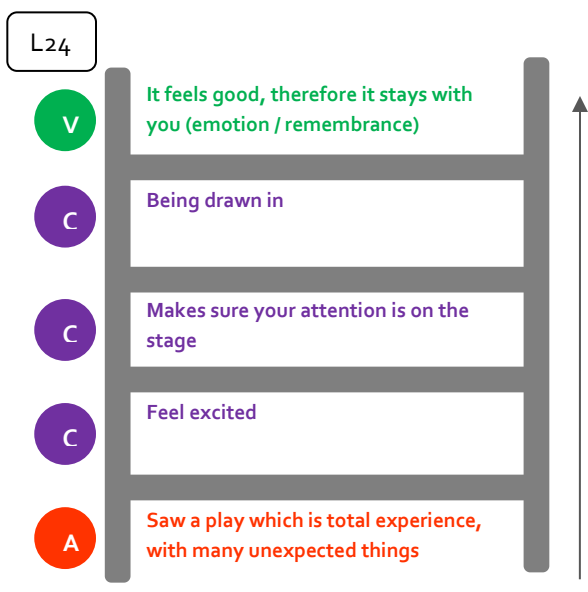 L24
V
It feels good, therefore it stays with
you (emotion / remembrance)
C
Being drawn in
C
Makes sure your attention is on the
stage
C
Feel excited
A
Saw a play which is total experience,
with many unexpected things